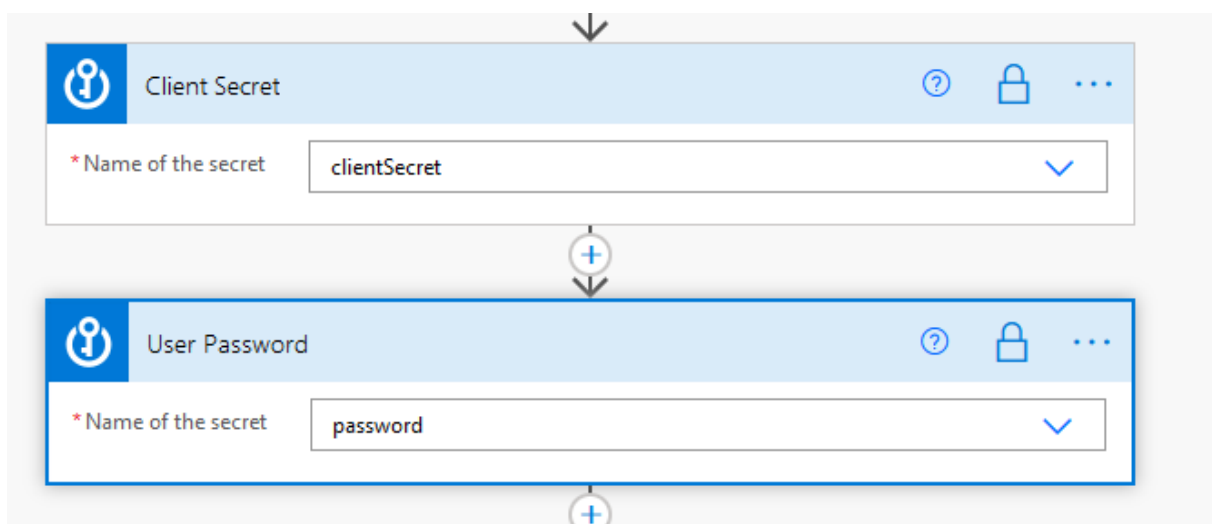 Client Secret
*Name of the secret
clientSecret
User Password
*Name of the secret
password